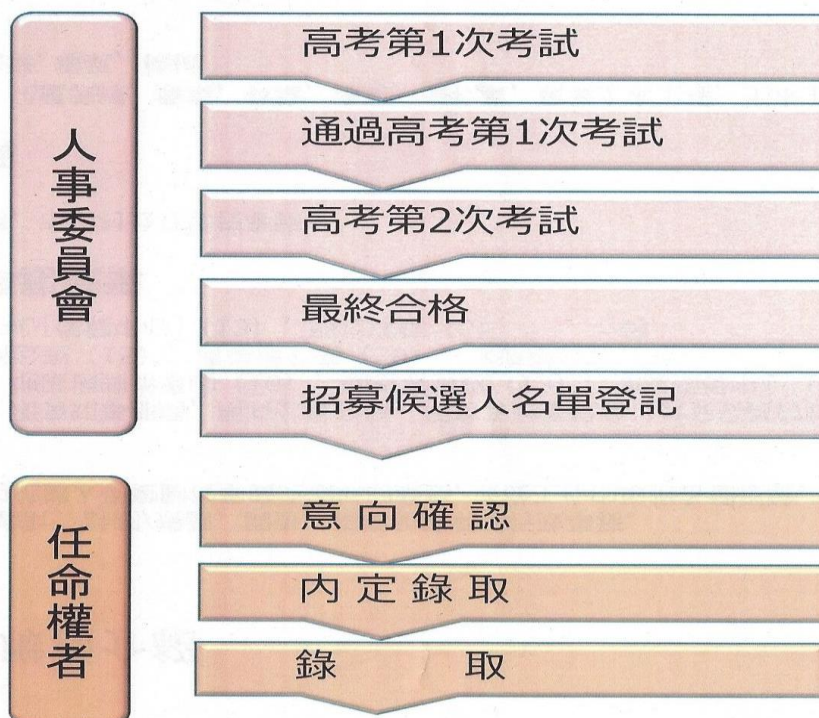 人事委員會
高考第1次考試
通過高考第1次考試
高考第2次考試
最終合格
招募候選人名單登記
任命權者
意向確認
內定錄取
錄 取